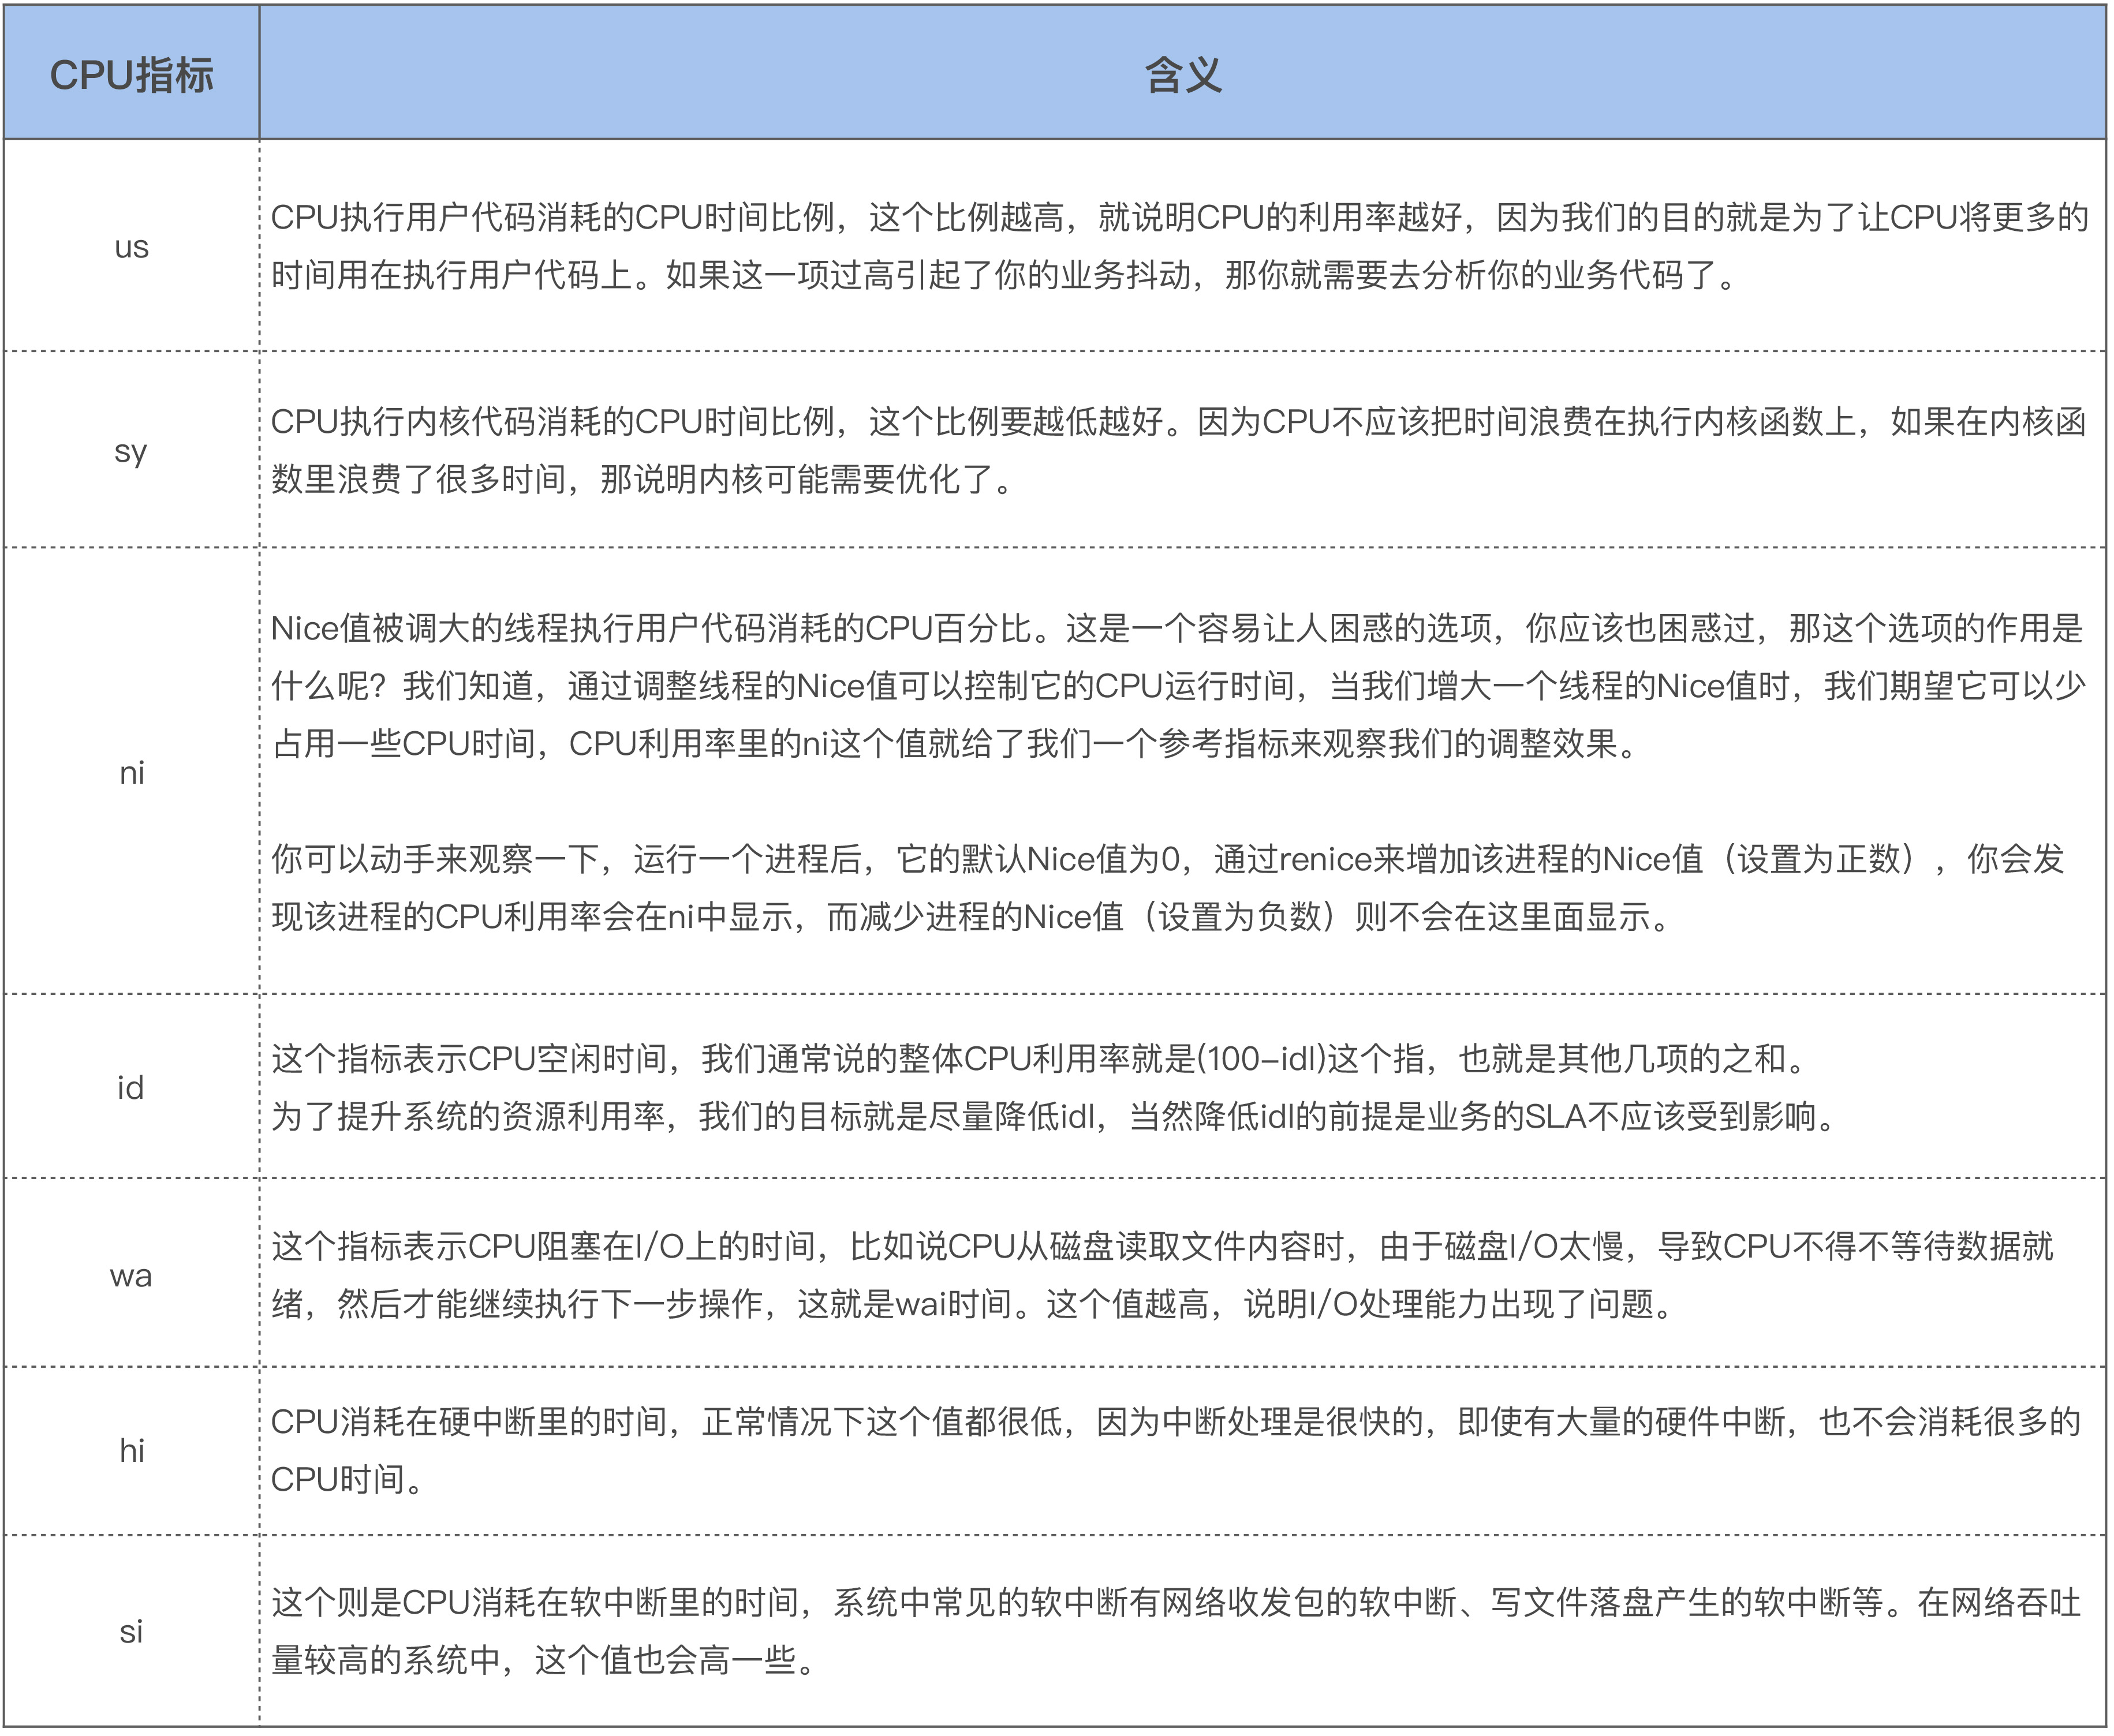 CPU指标
含义
us
CPU执行用户代码消耗的CPU时间比例，这个比例越高，就说明CPU的利用率越好，因为我们的目的就是为了让CPU将更多的
时间用在执行用户代码上。如果这一项过高引起了你的业务抖动，那你就需要去分析你的业务代码了。
sy
CPU执行内核代码消耗的CPU时间比例，这个比例要越低越好。因为CPU不应该把时间浪费在执行内核函数上，如果在内核函
数里浪费了很多时间，那说明内核可能需要优化了。
ni
Nice值被调大的线程执行用户代码消耗的CPU百分比。这是一个容易让人困惑的选项，你应该也困惑过，那这个选项的作用是
什么呢？我们知道，通过调整线程的Nice值可以控制它的CPU运行时间，当我们增大一个线程的Nice值时，我们期望它可以少
占用一些CPU时间，CPU利用率里的ni这个值就给了我们一个参考指标来观察我们的调整效果。
你可以动手来观察一下，运行一个进程后，它的默认Nice值为0，通过renice来增加该进程的Nice值（设置为正数），你会发
现该进程的CPU利用率会在ni中显示，而减少进程的Nice值（设置为负数）则不会在这里面显示。
id
这个指标表示CPU空闲时间，我们通常说的整体CPU利用率就是(100–idl)这个指，也就是其他几项的之和。
为了提升系统的资源利用率，我们的目标就是尽量降低idl，当然降低idl的前提是业务的SLA不应该受到影响。
wa
这个指标表示CPU阻塞在I/O上的时间，比如说CPU从磁盘读取文件内容时，由于磁盘I/O太慢，导致CPU不得不等待数据就
绪，然后才能继续执行下一步操作，这就是wai时间。这个值越高，说明I/O处理能力出现了问题。
hi
CPU消耗在硬中断里的时间，正常情况下这个值都很低，因为中断处理是很快的，即使有大量的硬件中断，也不会消耗很多的
CPU时间。
si
这个则是CPU消耗在软中断里的时间，系统中常见的软中断有网络收发包的软中断、写文件落盘产生的软中断等。在网络吞吐
量较高的系统中，这个值也会高一些。